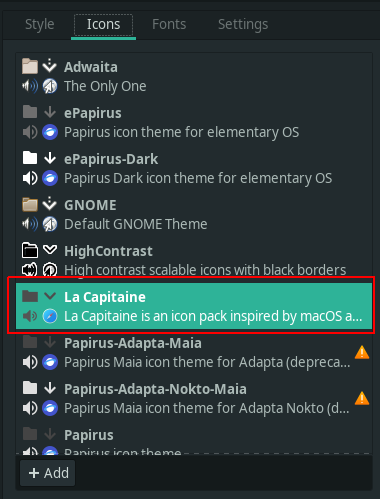 Style Icons Fonts Settings
Adwaita
The Only One
ePapirus
Papirus icon theme for elementary OS
ePapirus-Dark
Papirus Dark icon theme for elementary OS
GNOME
Default GNOME Theme
HighContrast
High contrast scalable icons with black borders
La Capitaine
La Capitaine is an icon pack inspired by macOS a...
Papirus-Adapta-Maia
Papirus Maia icon theme for Adapta (depreca...
Papirus-Adapta-Nokto-Maia
Papirus Maia icon theme for Adapta Nokto (d...
Papirus
Papirus icon theme
+ Add